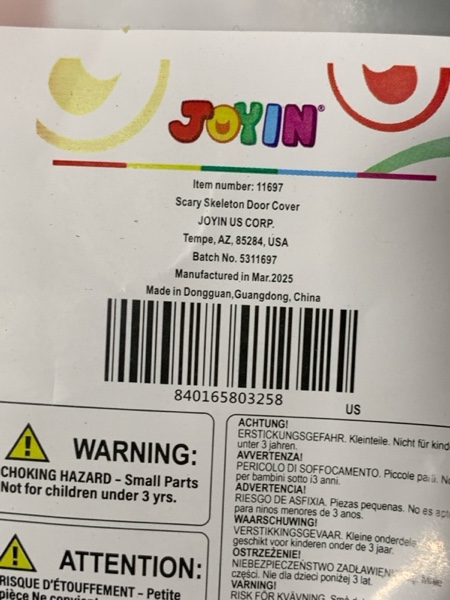 JOYIN®
Item number: 11697
Scary Skeleton Door Cover
JOYIN US CORP.
Tempe, AZ, 85284, USA
Batch No. 5311697
Manufactured in Mar.2025
Made in Dongguan,Guangdong, China
840165803258
US
WARNING:
CHOKING HAZARD – Small Parts
Not for children under 3 yrs.
ATTENTION:
RISQUE D'ÉTOUFFEMENT – Petite
pièce Ne
ACHTUNG!
ERSTICKUNGSGEFAHR. Kleinteile. Nicht für
unter 3 jahren.
AVVERTENZA!
PERICOLO DI SOFFOCAMENTO. Piccole
per bambini sotto i3 anni.
ADVERTENCIA!
RIESGO DE ASFIXIA. Piezas pequenas. No es
para ninos menores de 3 anos.
WAARSCHUWING!
VERSTIKKINGSGEVAAR. Kleine
geschikt voor kinderen onder de 3 jaar.
OSTRZEŻENIE!
NIEBEZPIECZEŃSTWO
części. Nie dla dzieci poniżej 3 lat.
VARNING!
RISK FÖR KVÄVNING.